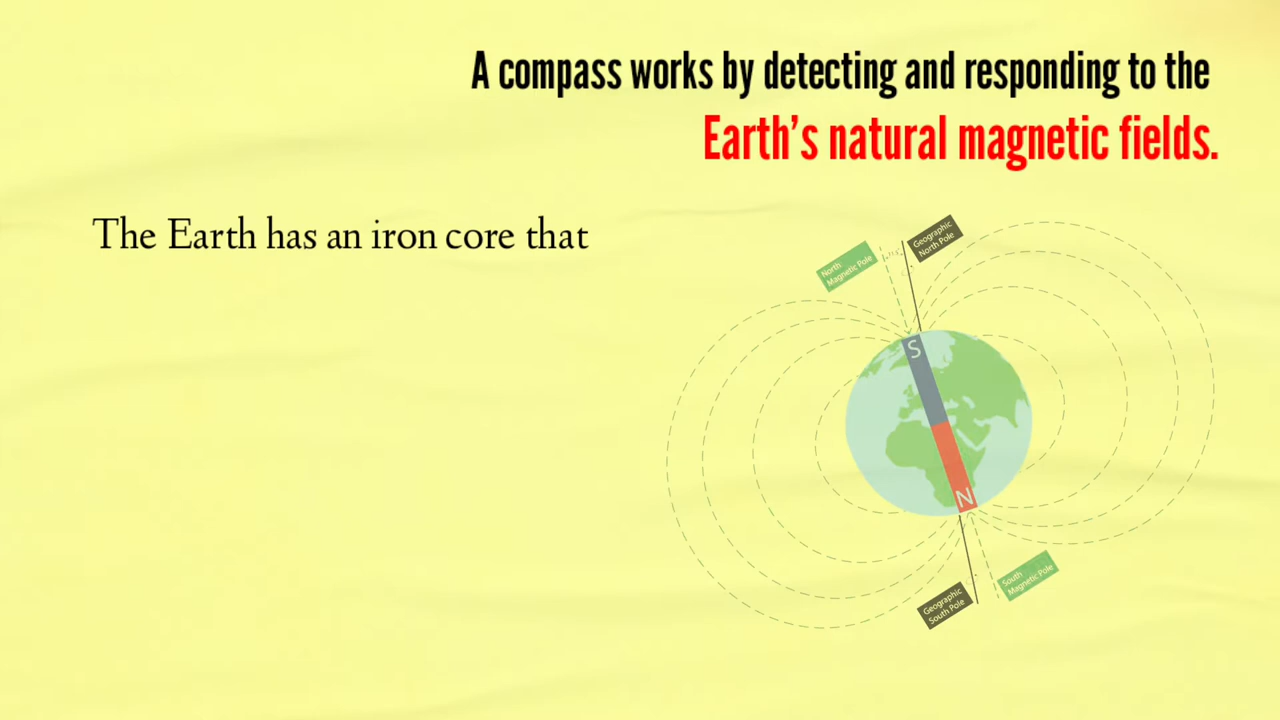 A compass works by detecting and responding to the
Earth's natural magnetic fields.
The Earth has an iron core that
Geographic
North Pole
North
Magnetic Pole
S
N
South
Magnetic Pole
Geographic
South Pole